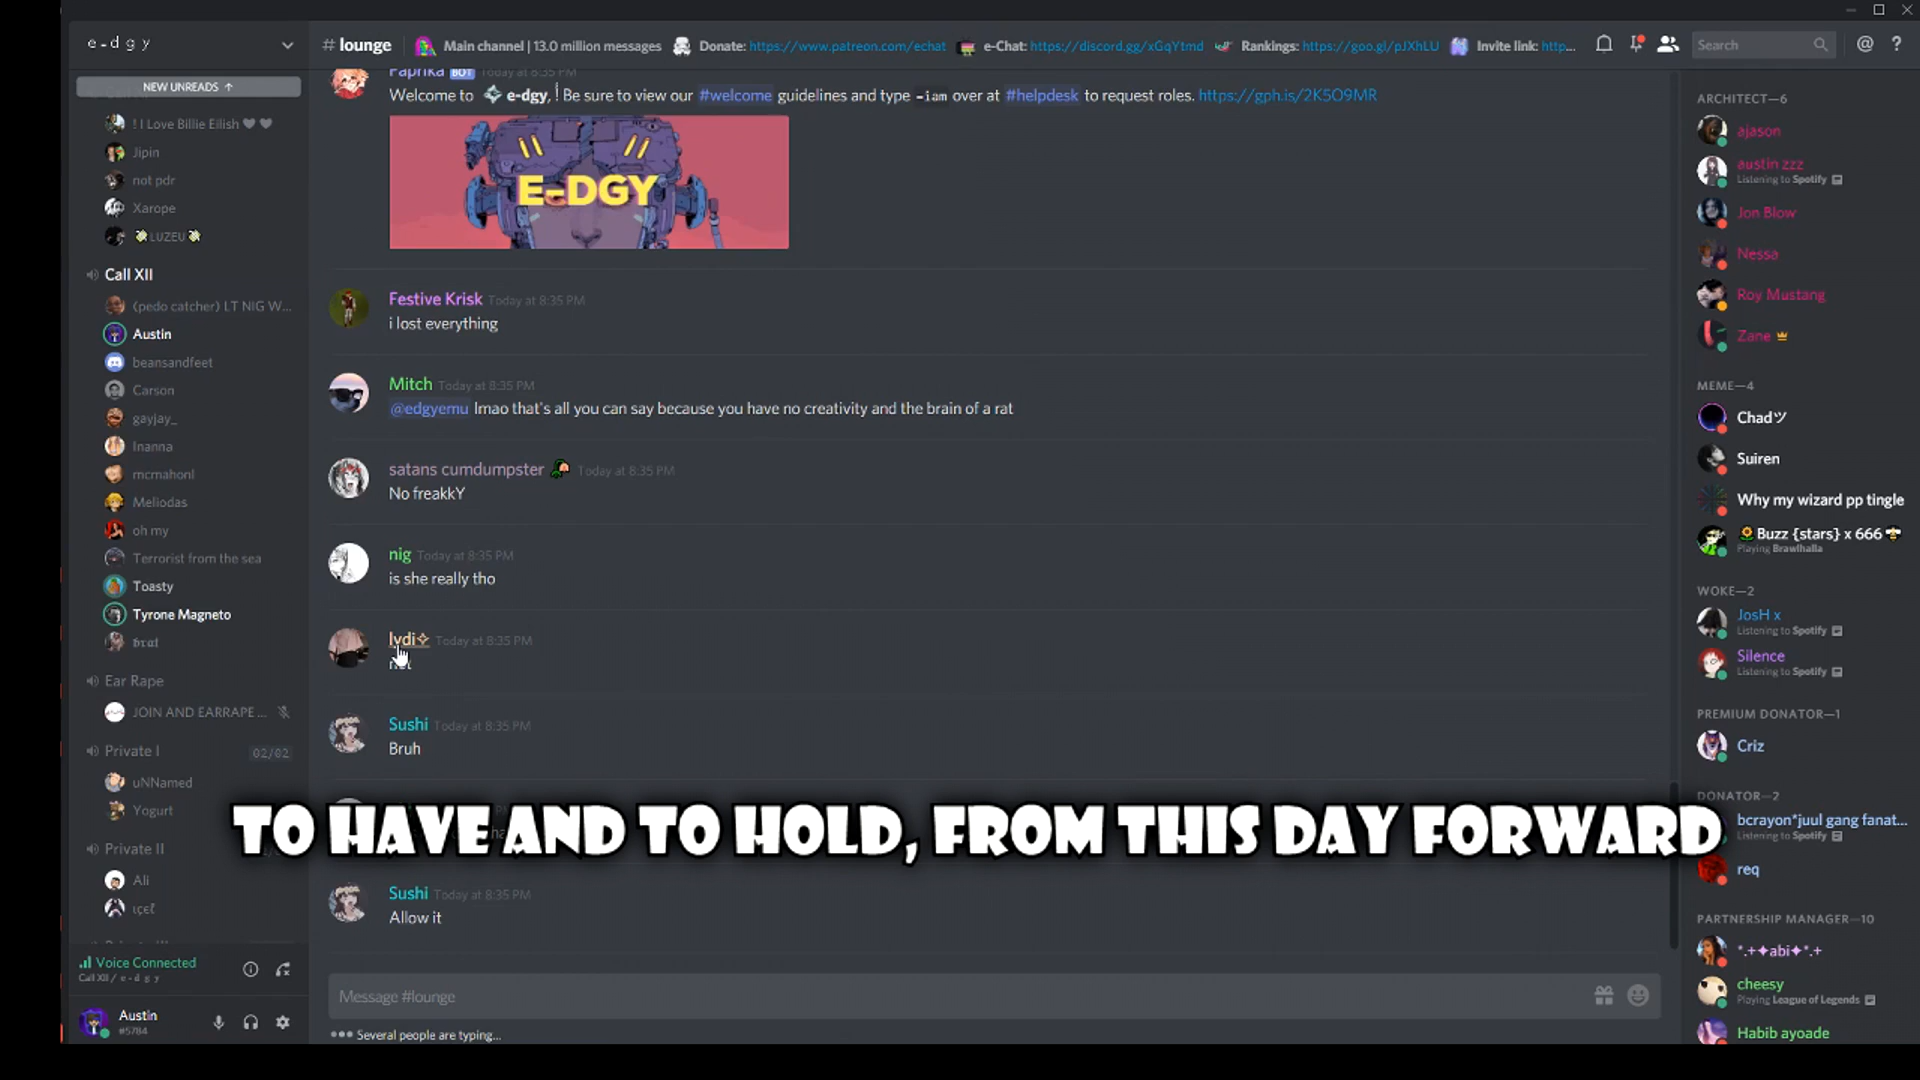 e-dgy
NEW UNREADS ↑
! I Love Billie Eilish ♥ ♥
Jipin
not pdr
Xarope
LUZEU
Call XII
(pedo catcher) LT NIG W...
Austin
beansandfeet
Carson
gayjay_
Inanna
mcmahonl
Meliodas
oh my
Terrorist from the sea
Toasty
Tyrone Magneto
brat
Ear Rape
JOIN AND EARRAPE ...
Private I 02/02
uNNamed
Yogurt
Private II
Ali
Voice Connected
Call XII / e-dgy
Austin
#5784
# lounge
Main channel | 13.0 million messages
Donate: https://www.patreon.com/echat
e-Chat: https://discord.gg/xGqYtmd
Rankings: https://goo.gl/pJXhLU
Invite link: http...
Search
Paprika BOT Today at 8:35 PM
Welcome to e-dgy, ! Be sure to view our #welcome guidelines and type -iam over at #helpdesk to request roles. https://gph.is/2K5O9MR
E-DGY
Festive Krisk Today at 8:35 PM
i lost everything
Mitch Today at 8:35 PM
@edgyemu lmao that's all you can say because you have no creativity and the brain of a rat
satans cumdumpster Today at 8:35 PM
No freakkY
nig Today at 8:35 PM
is she really tho
lydi✧ Today at 8:35 PM
Sushi Today at 8:35 PM
Bruh
TO HAVE AND TO HOLD, FROM THIS DAY FORWARD
Sushi Today at 8:35 PM
Allow it
Message #lounge
Several people are typing...
ARCHITECT—6
ajason
austin zzz
Listening to Spotify
Jon Blow
Nessa
Roy Mustang
Zane
MEME—4
Chadツ
Suiren
Why my wizard pp tingle
Buzz {stars} x 666
Playing Brawlhalla
WOKE—2
JosH x
Listening to Spotify
Silence
Listening to Spotify
PREMIUM DONATOR—1
Criz
DONATOR—2
bcrayon*juul gang fanat...
Listening to Spotify
req
PARTNERSHIP MANAGER—10
*.+✦abi✦*.+
cheesy
Playing League of Legends
Habib ayoade